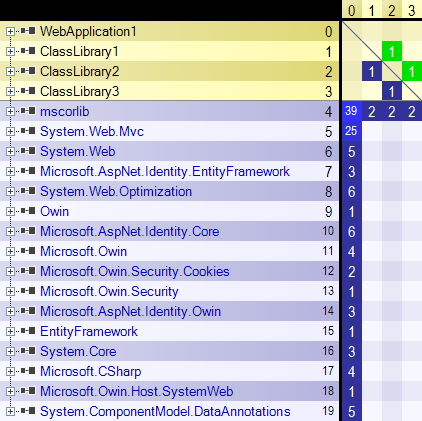 0 1 2 3
WebApplication1 0
ClassLibrary1 1 1
ClassLibrary2 2 1 1
ClassLibrary3 3 1
mscorlib 4 39 2 2 2
System.Web.Mvc 5 25
System.Web 6 5
Microsoft.AspNet.Identity.EntityFramework 7 3
System.Web.Optimization 8 6
Owin 9 1
Microsoft.AspNet.Identity.Core 10 6
Microsoft.Owin 11 4
Microsoft.Owin.Security.Cookies 12 2
Microsoft.Owin.Security 13 1
Microsoft.AspNet.Identity.Owin 14 3
EntityFramework 15 1
System.Core 16 3
Microsoft.CSharp 17 4
Microsoft.Owin.Host.SystemWeb 18 1
System.ComponentModel.DataAnnotations 19 5